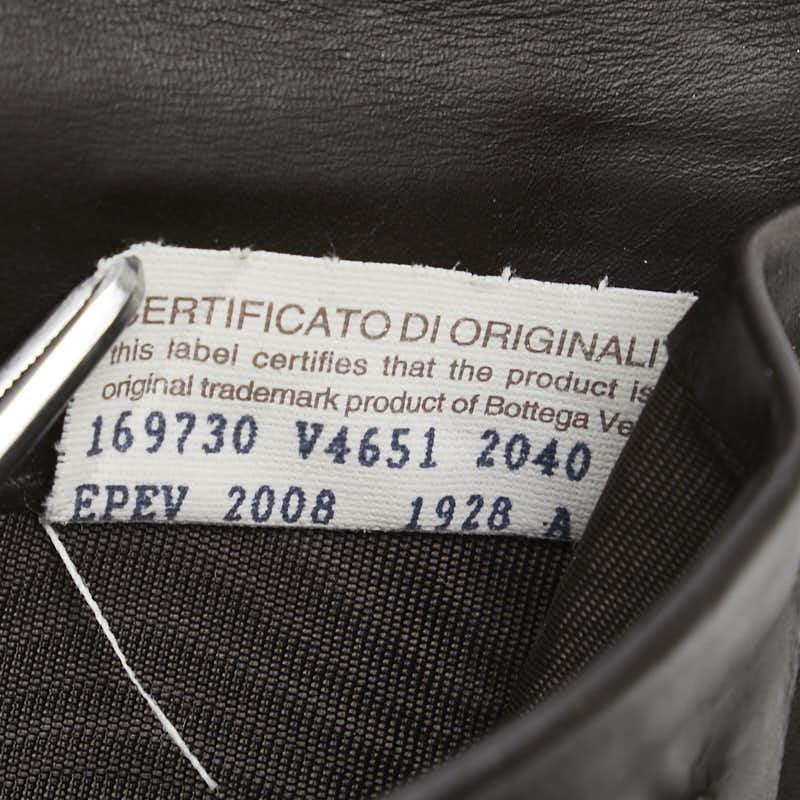 CERTIFICATO DI ORIGINALI
this label certifies that the product is
original trademark product of Bottega Ve
169730 V4651 2040
EPEV 2008 1928 A